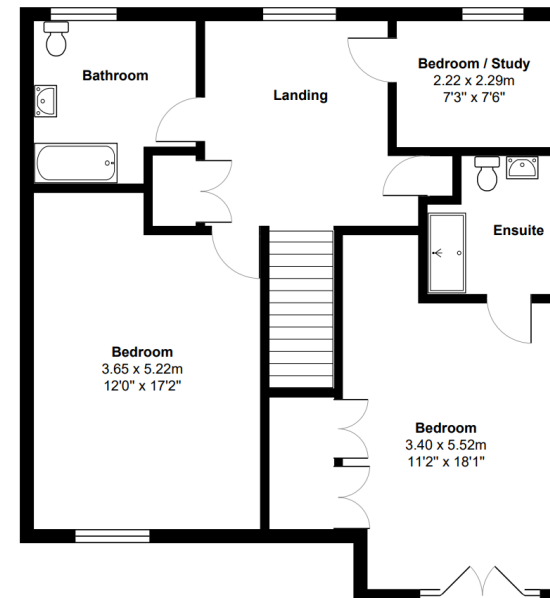 Bathroom
Landing
Bedroom / Study
2.22 x 2.29m
7'3" x 7'6"
Ensuite
Bedroom
3.65 x 5.22m
12'0" x 17'2"
Bedroom
3.40 x 5.52m
11'2" x 18'1"